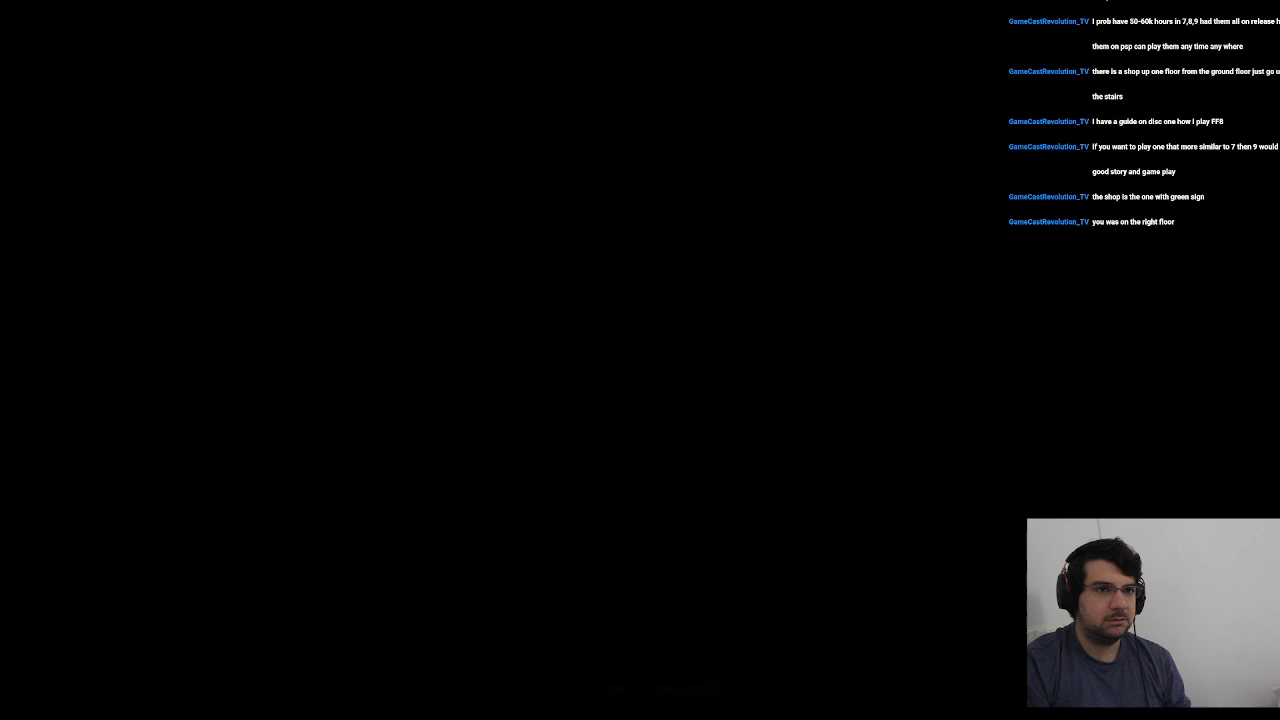 GameCastRevolution_TV I prob have 50-60k hours in 7,8,9 had them all on release
them on psp can play them any time any where
GameCastRevolution_TV there is a shop up one floor from the ground floor just go
the stairs
GameCastRevolution_TV I have a guide on disc one how i play FF8
GameCastRevolution_TV if you want to play one that more similar to 7 then 9 would
good story and game play
GameCastRevolution_TV the shop is the one with green sign
GameCastRevolution_TV you was on the right floor